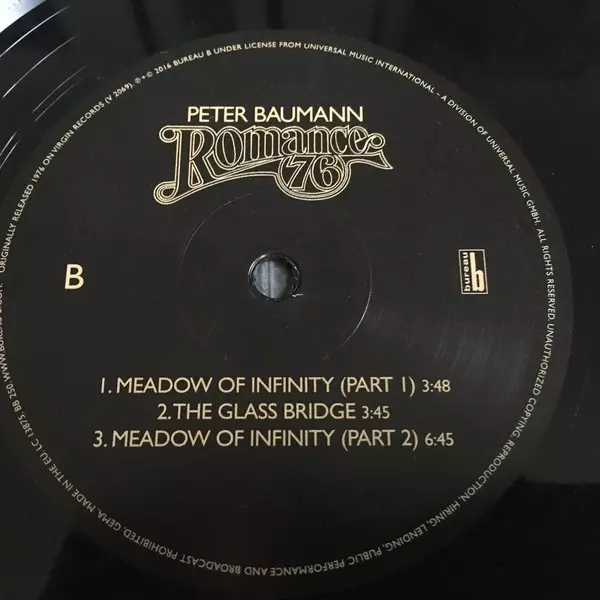 PETER BAUMANN
Romance
'76
B
bureau
b
1. MEADOW OF INFINITY (PART 1) 3:48
2. THE GLASS BRIDGE 3:45
3. MEADOW OF INFINITY (PART 2) 6:45
ORIGINALLY RELEASED 1976 ON VIRGIN RECORDS (V 2069). ℗+© 2016 BUREAU B UNDER LICENSE FROM UNIVERSAL MUSIC INTERNATIONAL – A DIVISION OF UNIVERSAL MUSIC GMBH. ALL RIGHTS RESERVED. UNAUTHORIZED COPYING, REPRODUCTION, HIRING, LENDING, PUBLIC PERFORMANCE AND BROADCAST PROHIBITED. GEMA, MADE IN THE EU, LC 13875, BB 250,